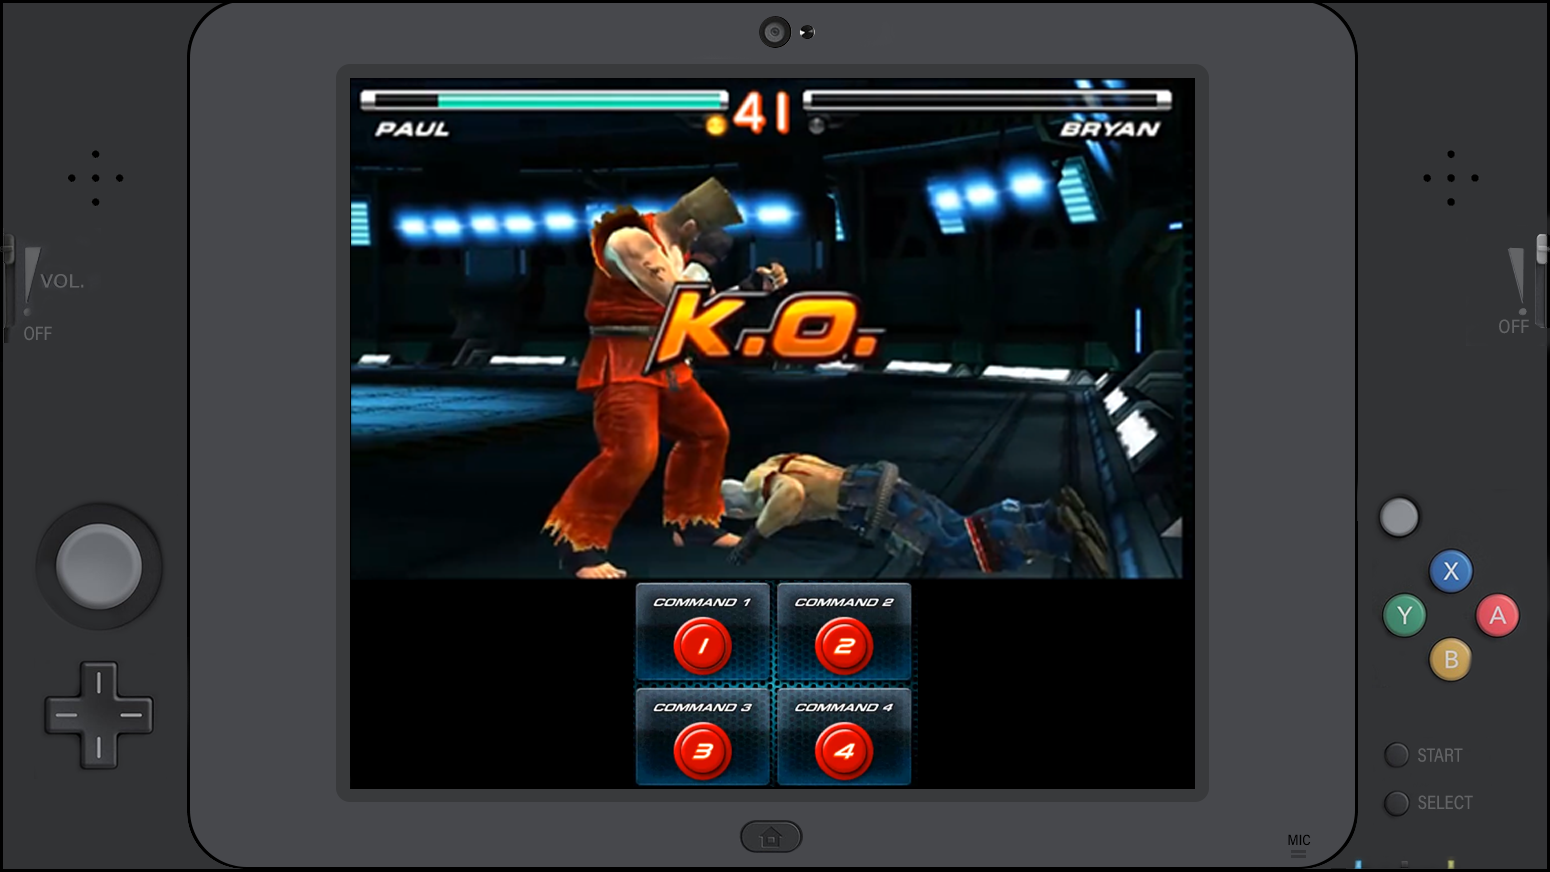 41
PAUL
BRYAN
VOL.
OFF
OFF
K.O.
COMMAND 1
COMMAND 2
1
2
COMMAND 3
COMMAND 4
3
4
X
Y
A
B
START
SELECT
MIC